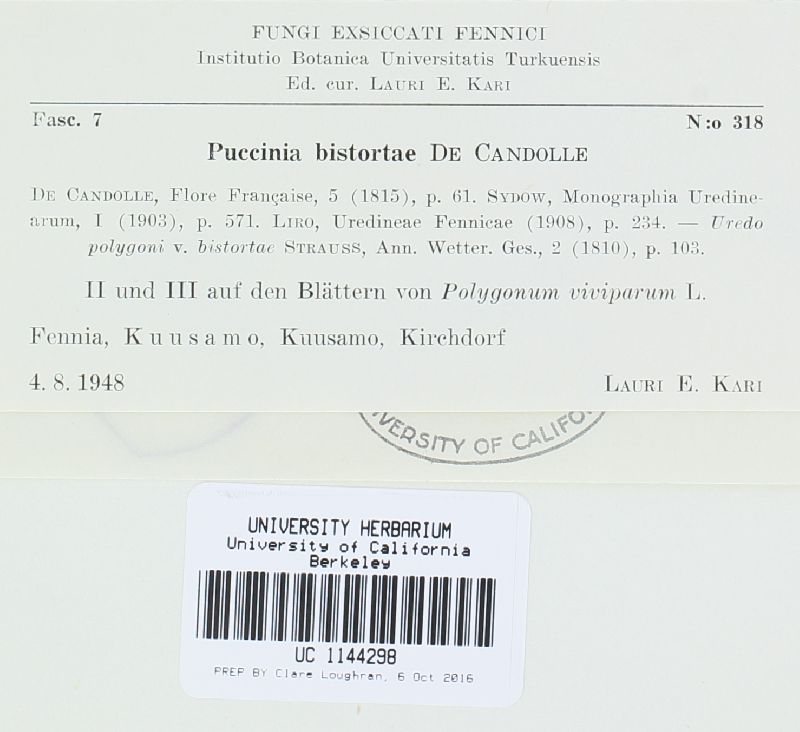 FUNGI EXSICCATI FENNICI
Institutio Botanica Universitatis Turkuensis
Ed. cur. LAURI E. KARI
Fasc. 7 N:o 318
Puccinia bistortae DE CANDOLLE
DE CANDOLLE, Flore Française, 5 (1815), p. 61. SYDOW, Monographia Uredine-
arum, I (1903), p. 571. LIRO, Uredineae Fennicae (1908), p. 234. — Uredo
polygoni v. bistortae STRAUSS, Ann. Wetter. Ges., 2 (1810), p. 103.
II und III auf den Blättern von Polygonum viviparum L.
Fennia, Kuusamo, Kuusamo, Kirchdorf
4. 8. 1948 LAURI E. KARI
IVERSITY OF CALIFO
UNIVERSITY HERBARIUM
University of California
Berkeley
UC 1144298
PREP BY Clare Loughran, 6 Oct 2016